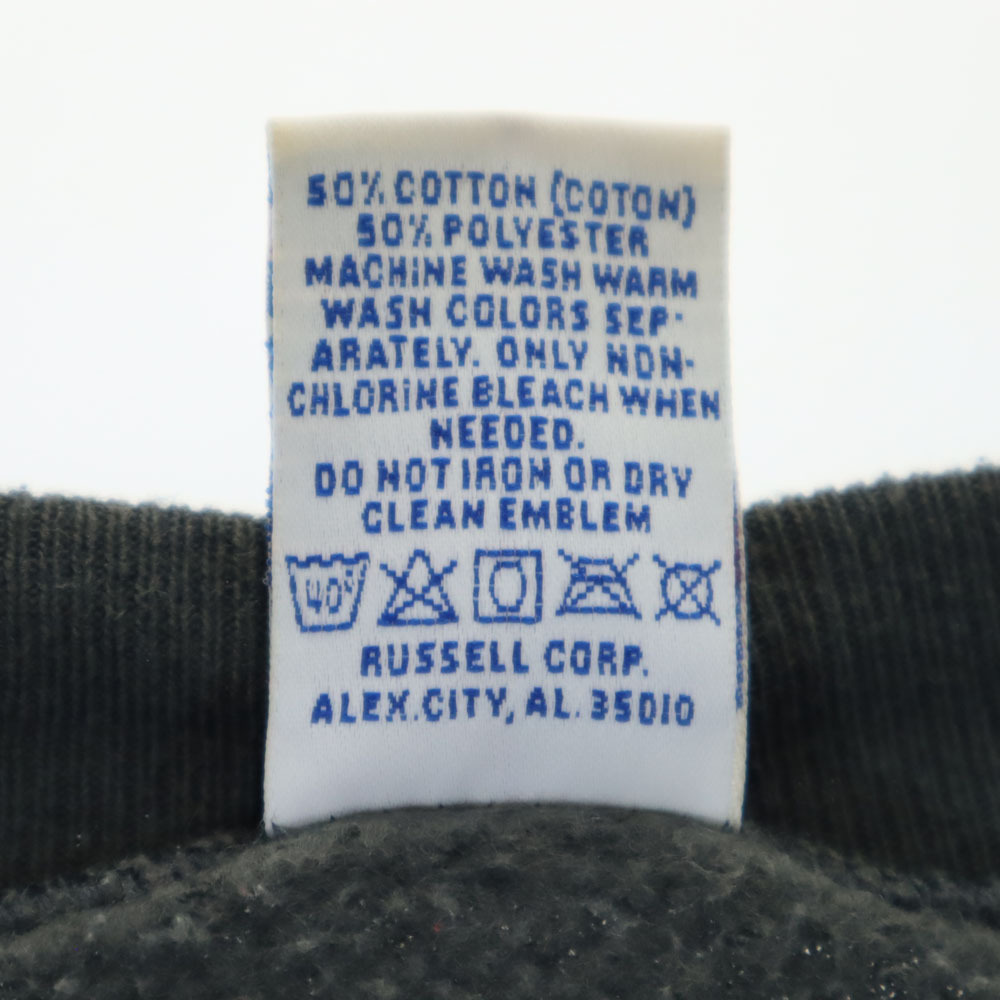 50% COTTON (COTON)
50% POLYESTER
MACHINE WASH WARM
WASH COLORS SEP-
ARATELY. ONLY NON-
CHLORINE BLEACH WHEN
NEEDED.
DO NOT IRON OR DRY
CLEAN EMBLEM
40°
RUSSELL CORP.
ALEX.CITY, AL. 35010